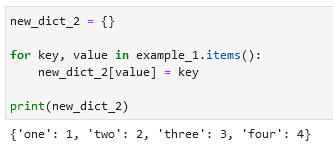 new_dict_2 = {}
for key, value in example_1.items():
    new_dict_2[value] = key
print(new_dict_2)
{'one': 1, 'two': 2, 'three': 3, 'four': 4}